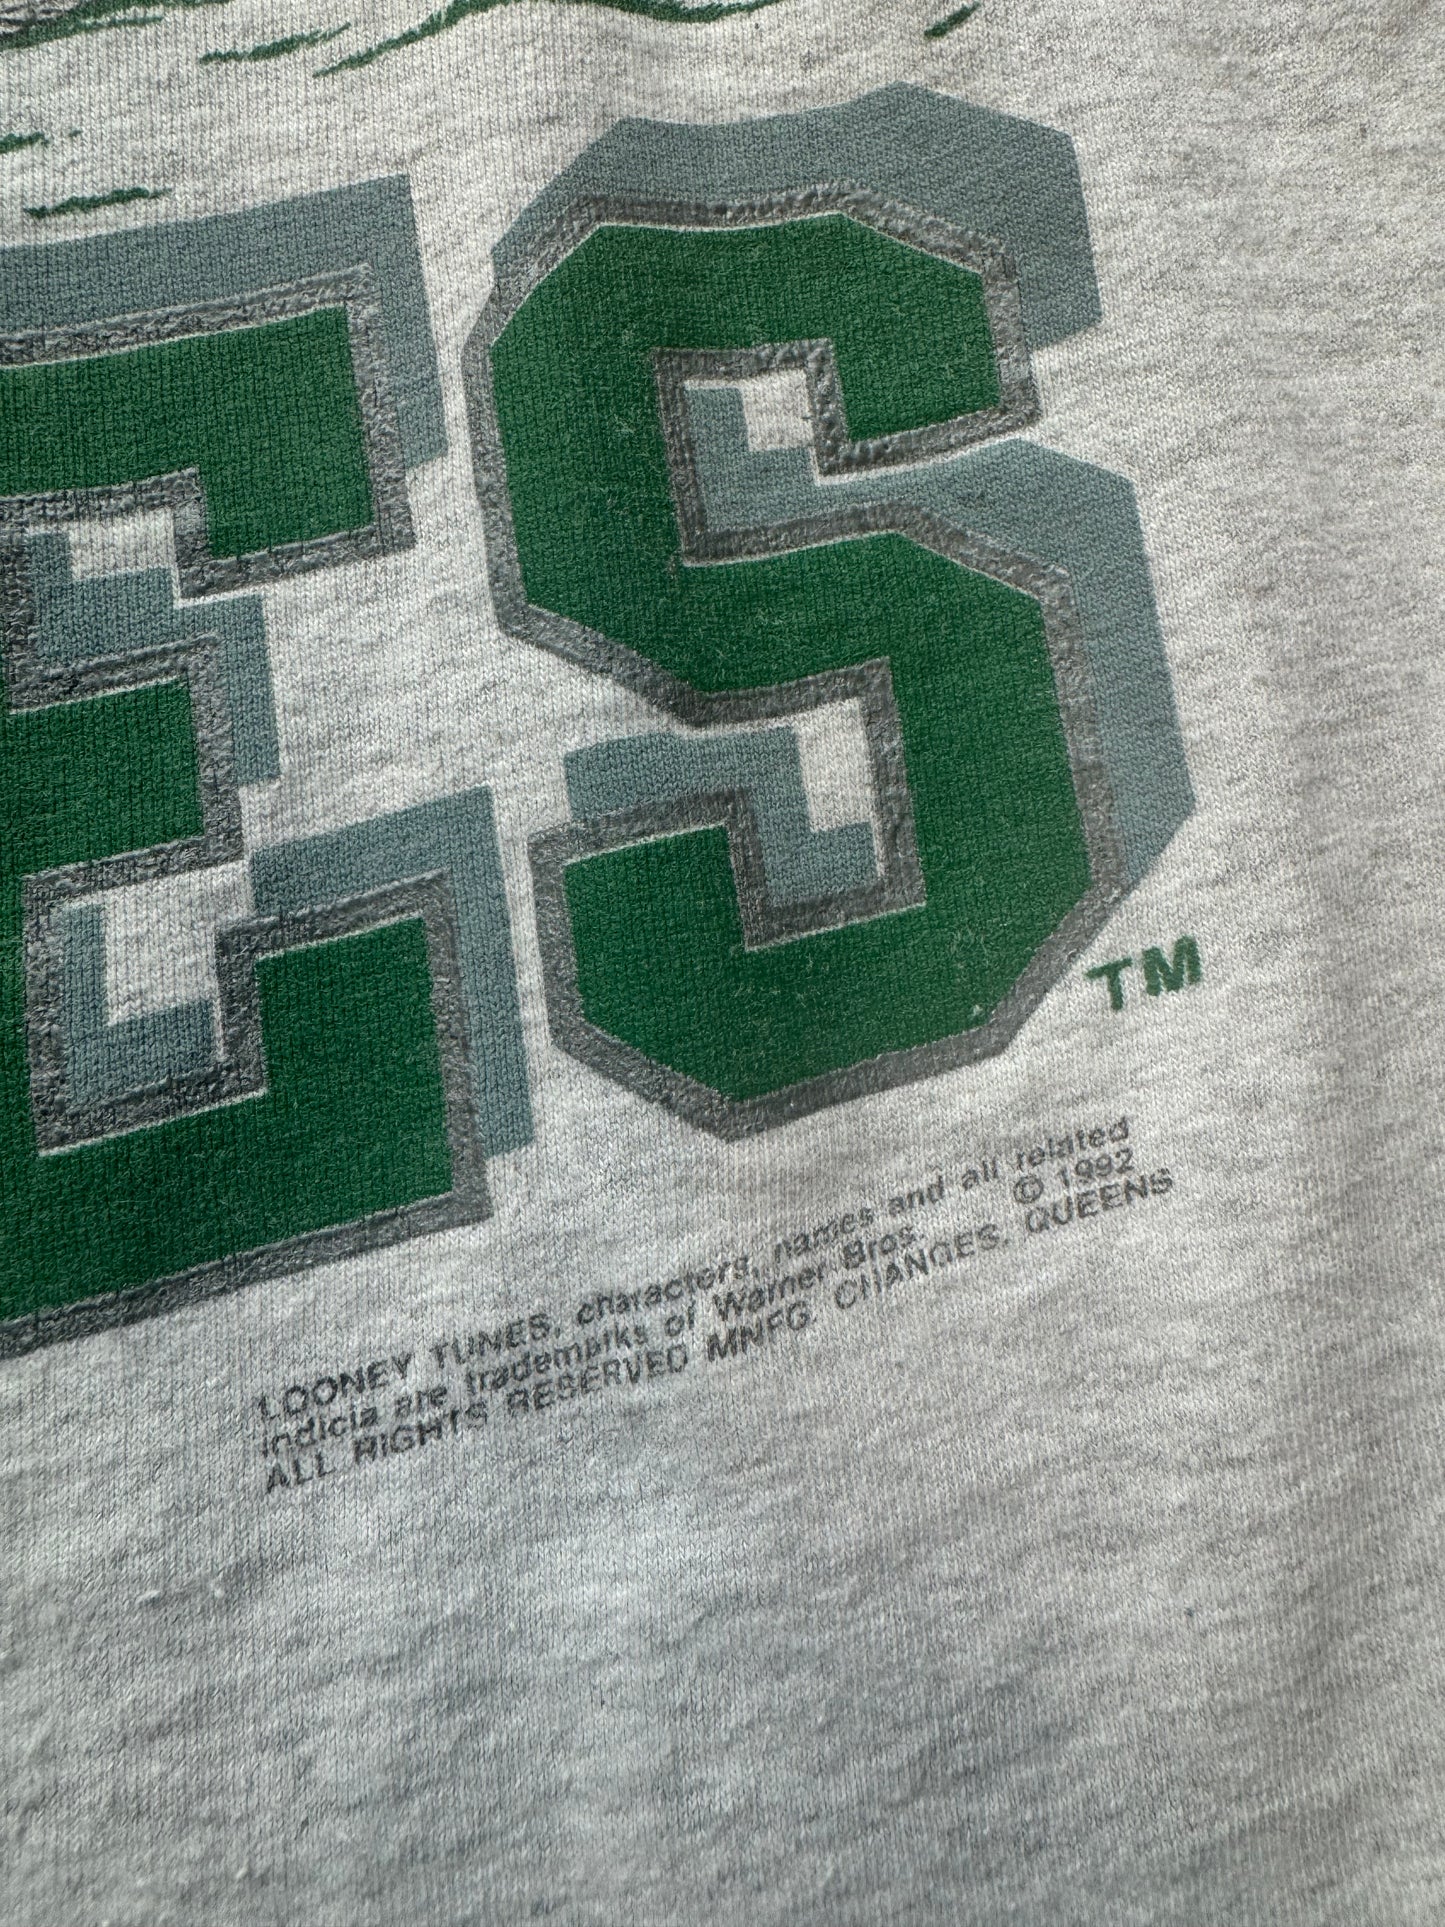 ES
TM
LOONEY TUNES, characters, names and all related
indicia are trademarks of Warner Bros. © 1992
ALL RIGHTS RESERVED MNFG. CHANGES, QUEENS